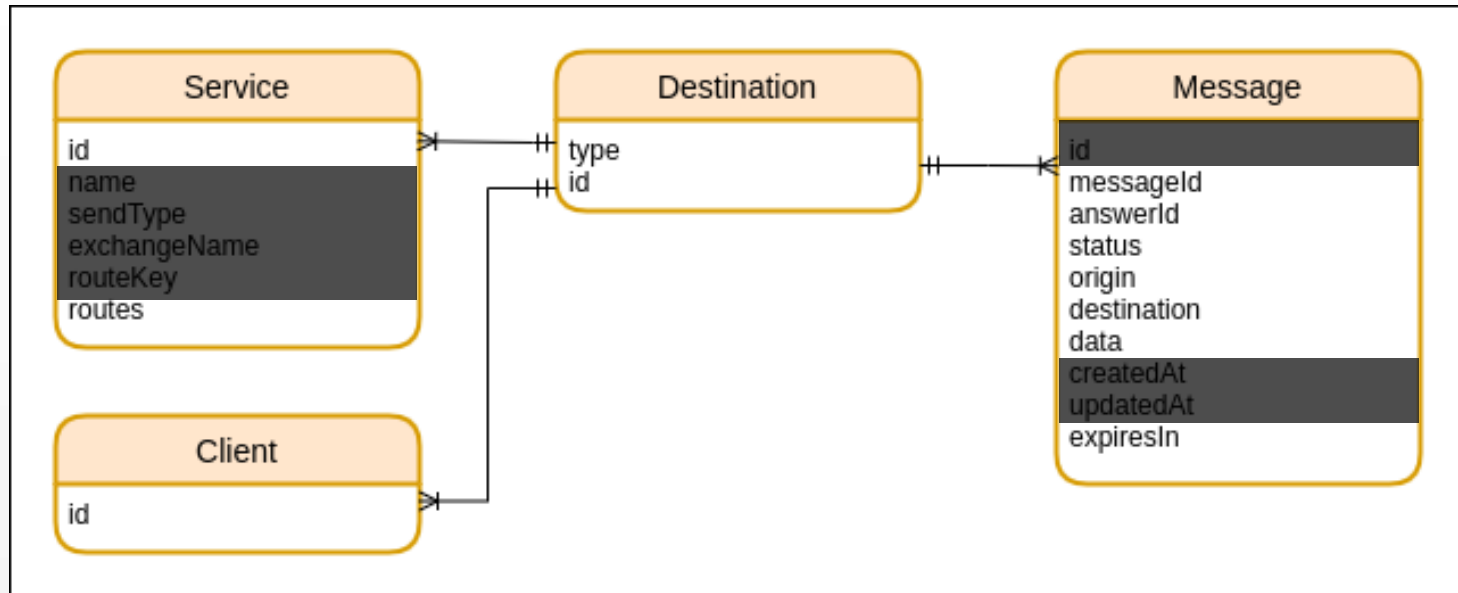 Service
id
name
sendType
exchangeName
routeKey
routes
Client
id
Destination
type
id
Message
id
messageId
answerId
status
origin
destination
data
createdAt
updatedAt
expiresIn